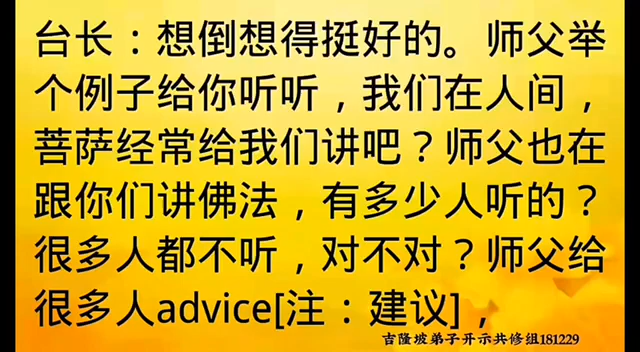 台长：想倒想得挺好的。师父举
个例子给你听听，我们在人间，
菩萨经常给我们讲吧？师父也在
跟你们讲佛法，有多少人听的？
很多人都不听，对不对？师父给
很多人advice[注：建议]，
吉隆坡弟子开示共修组181229